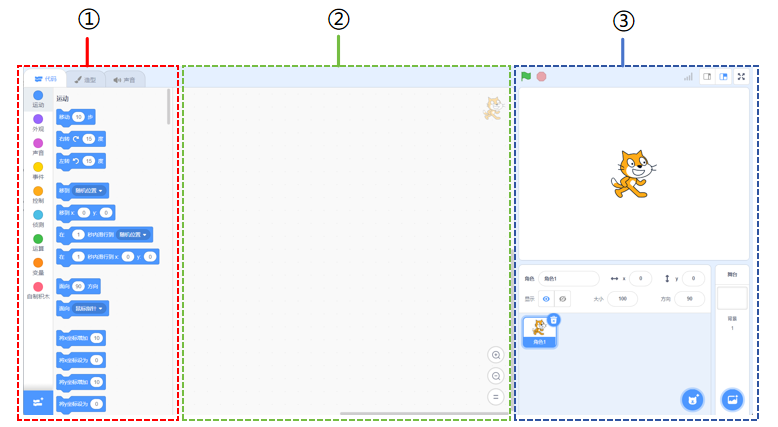 ① ② ③
代码 造型 声音
运动 运动
外观
声音
事件
控制
侦测
运算
变量
自制积木
移动 10 步
右转 15 度
左转 15 度
移到 随机位置
移到 x: 0 y: 0
在 1 秒内滑行到 随机位置
在 1 秒内滑行到 x: 0 y: 0
面向 90 方向
面向 鼠标指针
将x坐标增加 10
将x坐标设为 0
将y坐标增加 10
将y坐标设为 0
角色 角色1 x 0 y 0
显示 大小 100 方向 90
角色1
舞台
背景
1